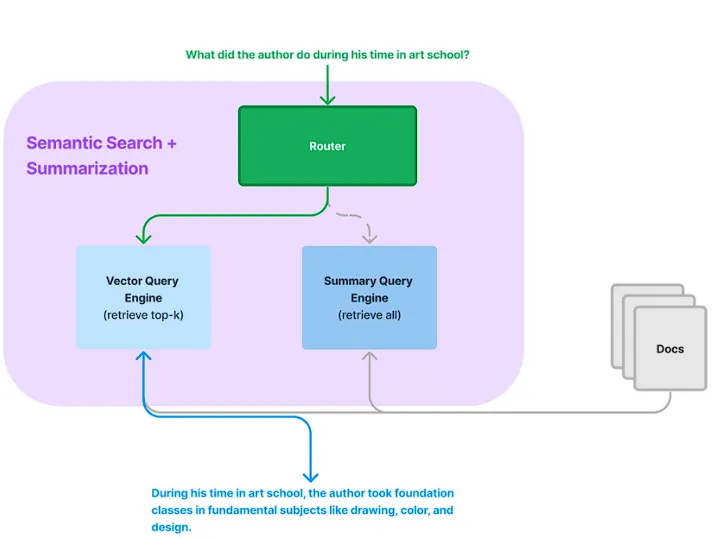 What did the author do during his time in art school?
Semantic Search +
Summarization
Router
Vector Query
Engine
(retrieve top-k)
Summary Query
Engine
(retrieve all)
Docs
During his time in art school, the author took foundation
classes in fundamental subjects like drawing, color, and
design.